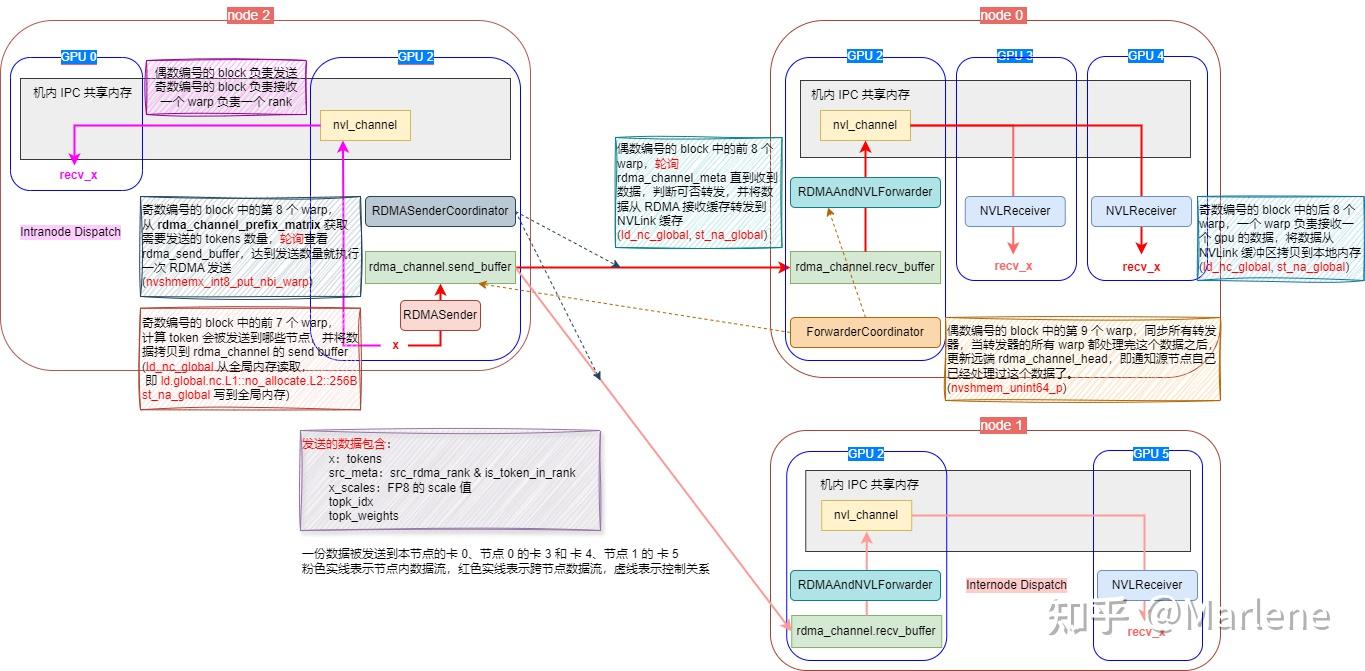 node 2
GPU 0
机内 IPC 共享内存
recv_x
Intranode Dispatch
偶数编号的 block 负责发送
奇数编号的 block 负责接收
一个 warp 负责一个 rank
GPU 2
nvl_channel
RDMASenderCoordinator
rdma_channel.send_buffer
RDMASender
x
奇数编号的 block 中的第 8 个 warp，
从 rdma_channel_prefix_matrix 获取
需要发送的 tokens 数量，轮询查看
rdma_send_buffer，达到发送数量就执行
一次 RDMA 发送
(nvshmemx_int8_put_nbi_warp)
奇数编号的 block 中的前 7 个 warp，
计算 token 会被发送到哪些节点，并将数
据拷贝到 rdma_channel 的 send buffer
(ld_nc_global 从全局内存读取，
即 ld.global.nc.L1::no_allocate.L2::256B
st_na_global 写到全局内存)
偶数编号的 block 中的前 8 个
warp，轮询
rdma_channel_meta 直到收到
数据，判断可否转发，并将数
据从 RDMA 接收缓存转发到
NVLink 缓存
(ld_nc_global, st_na_global)
node 0
GPU 2
GPU 3
GPU 4
机内 IPC 共享内存
nvl_channel
RDMAAndNVLForwarder
rdma_channel.recv_buffer
ForwarderCoordinator
NVLReceiver
recv_x
NVLReceiver
recv_x
奇数编号的 block 中的后 8 个
warp，一个 warp 负责接收一
个 gpu 的数据，将数据从
NVLink 缓冲区拷贝到本地内存
(ld_nc_global, st_na_global)
偶数编号的 block 中的第 9 个 warp，同步所有转发
器，当转发器的所有 warp 都处理完这个数据之后，
更新远端 rdma_channel_head，即通知源节点自己
已经处理过这个数据了。
(nvshmem_unint64_p)
发送的数据包含：
x：tokens
src_meta：src_rdma_rank & is_token_in_rank
x_scales：FP8 的 scale 值
topk_idx
topk_weights
一份数据被发送到本节点的卡 0、节点 0 的卡 3 和 卡 4、节点 1 的 卡 5
粉色实线表示节点内数据流，红色实线表示跨节点数据流，虚线表示控制关系
node 1
GPU 2
GPU 5
机内 IPC 共享内存
nvl_channel
RDMAAndNVLForwarder
rdma_channel.recv_buffer
Internode Dispatch
NVLReceiver
recv_x
知乎 @Marlene